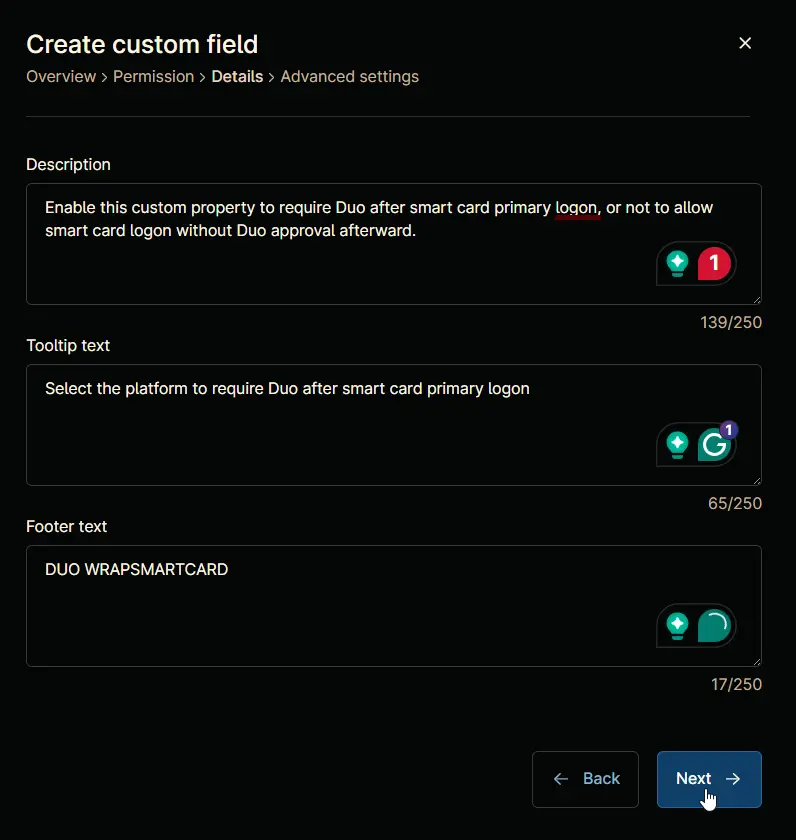 Create custom field
Overview > Permission > Details > Advanced settings
Description
Enable this custom property to require Duo after smart card primary logon, or not to allow
smart card logon without Duo approval afterward.
1
139/250
Tooltip text
Select the platform to require Duo after smart card primary logon
G 1
65/250
Footer text
DUO WRAPSMARTCARD
17/250
Back Next